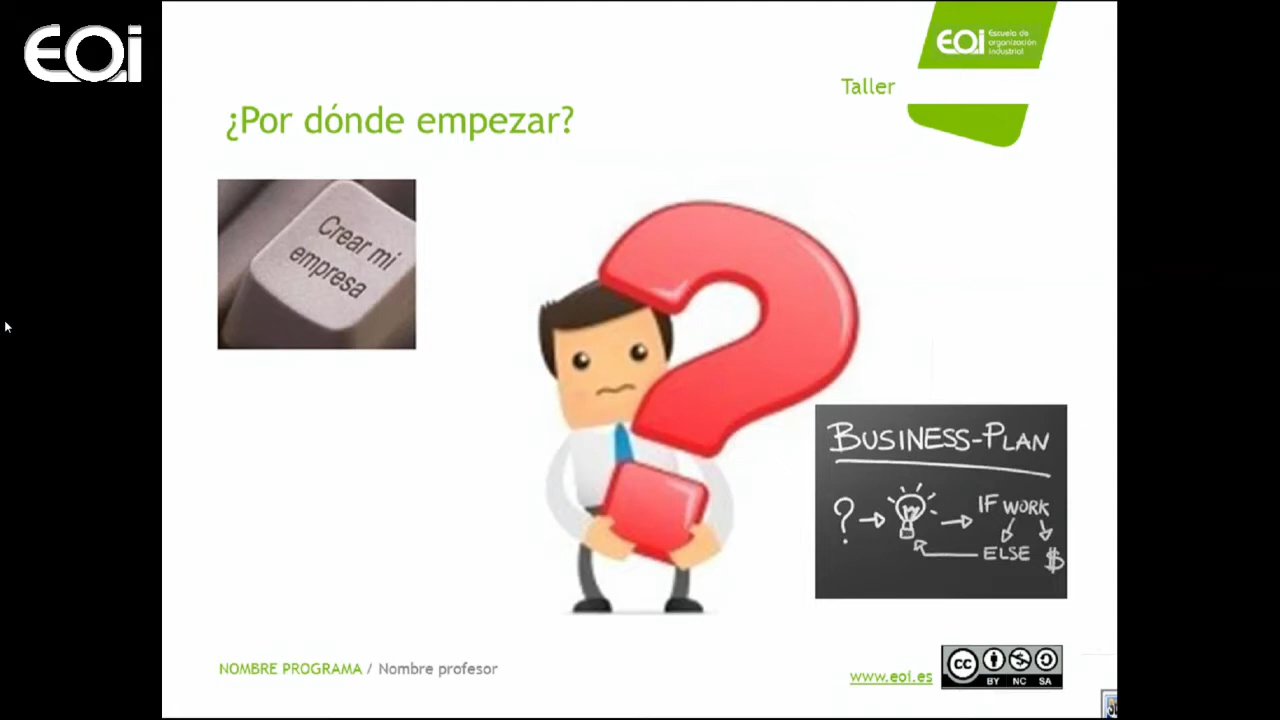 EOi
EOi
Escuela de
organización
industrial
Taller
¿Por dónde empezar?
Crear mi
empresa
BUSINESS-PLAN
? IF WORK
ELSE $
NOMBRE PROGRAMA / Nombre profesor
www.eoi.es
cc
BY NC SA